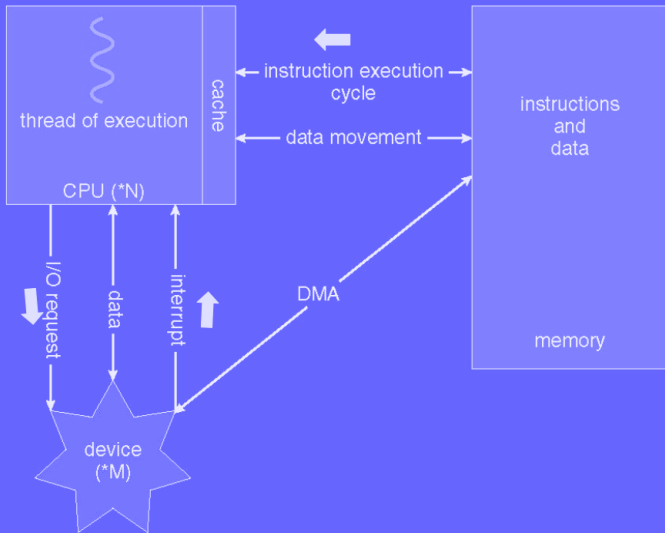 thread of execution
cache
CPU (*N)
instruction execution
cycle
data movement
instructions
and
data
memory
I/O request
data
interrupt
DMA
device
(*M)